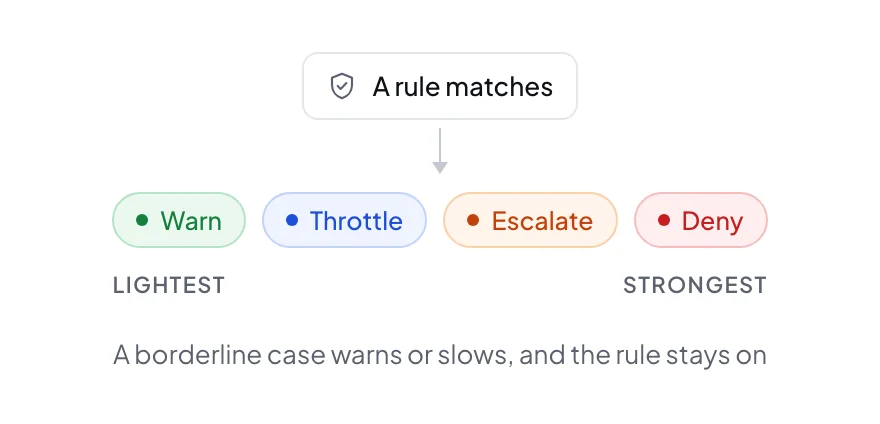 A rule matches
Warn
Throttle
Escalate
Deny
LIGHTEST
STRONGEST
A borderline case warns or slows, and the rule stays on